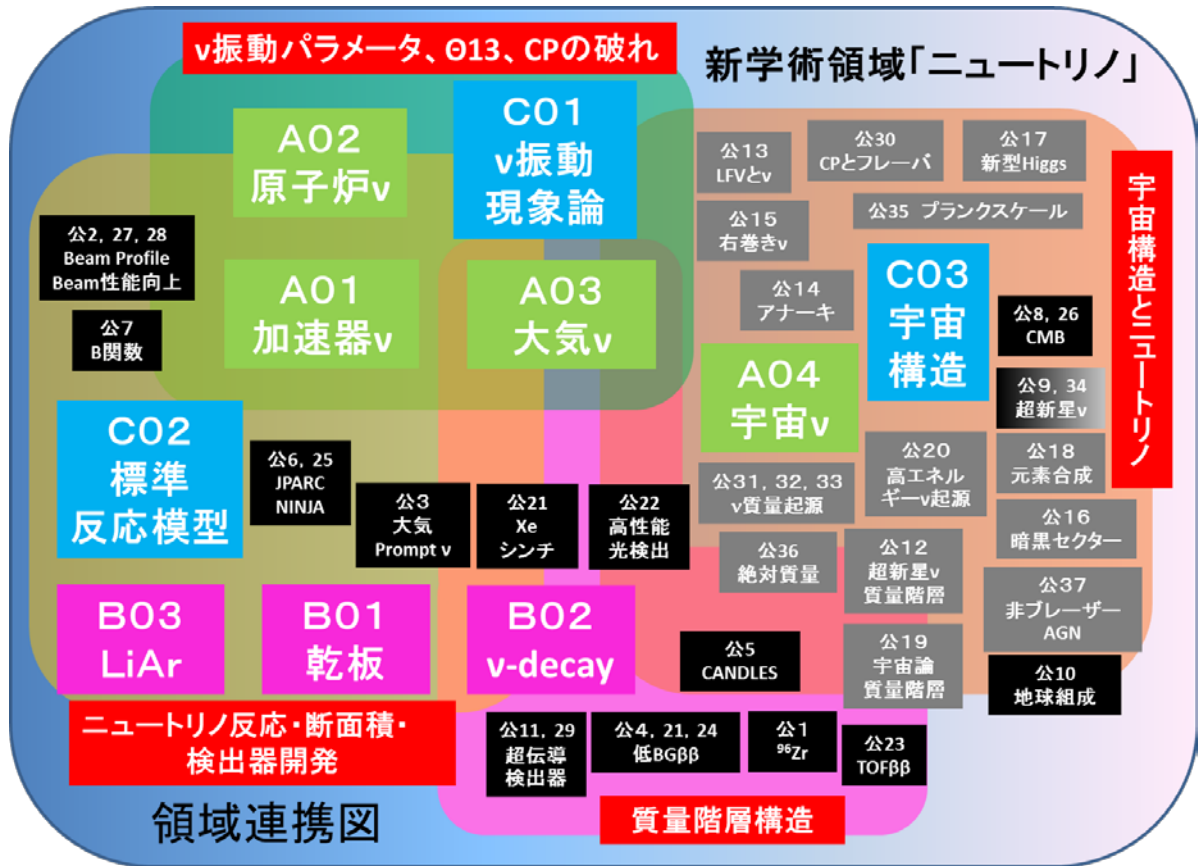 ν振動パラメータ、Θ13、CPの破れ
新学術領域「ニュートリノ」
A02
原子炉ν
C01
ν振動
現象論
公13
LFVとν
公30
CPとフレーバ
公17
新型Higgs
公15
右巻きν
公35 プランクスケール
宇宙構造とニュートリノ
公2, 27, 28
Beam Profile
Beam性能向上
公7
B関数
A01
加速器ν
A03
大気ν
公14
アナーキ
C03
宇宙
構造
公8, 26
CMB
A04
宇宙ν
公9, 34
超新星ν
C02
標準
反応模型
公6, 25
JPARC
NINJA
公3
大気
Prompt ν
公21
Xe
シンチ
公22
高性能
光検出
公31, 32, 33
ν質量起源
公20
高エネル
ギーν起源
公18
元素合成
公16
暗黒セクター
公36
絶対質量
公12
超新星ν
質量階層
公37
非ブレーザー
AGN
B03
LiAr
B01
乾板
B02
ν-decay
公5
CANDLES
公19
宇宙論
質量階層
公10
地球組成
ニュートリノ反応・断面積・
検出器開発
公11, 29
超伝導
検出器
公4, 21, 24
低BGββ
公1
⁹⁶Zr
公23
TOFββ
領域連携図
質量階層構造